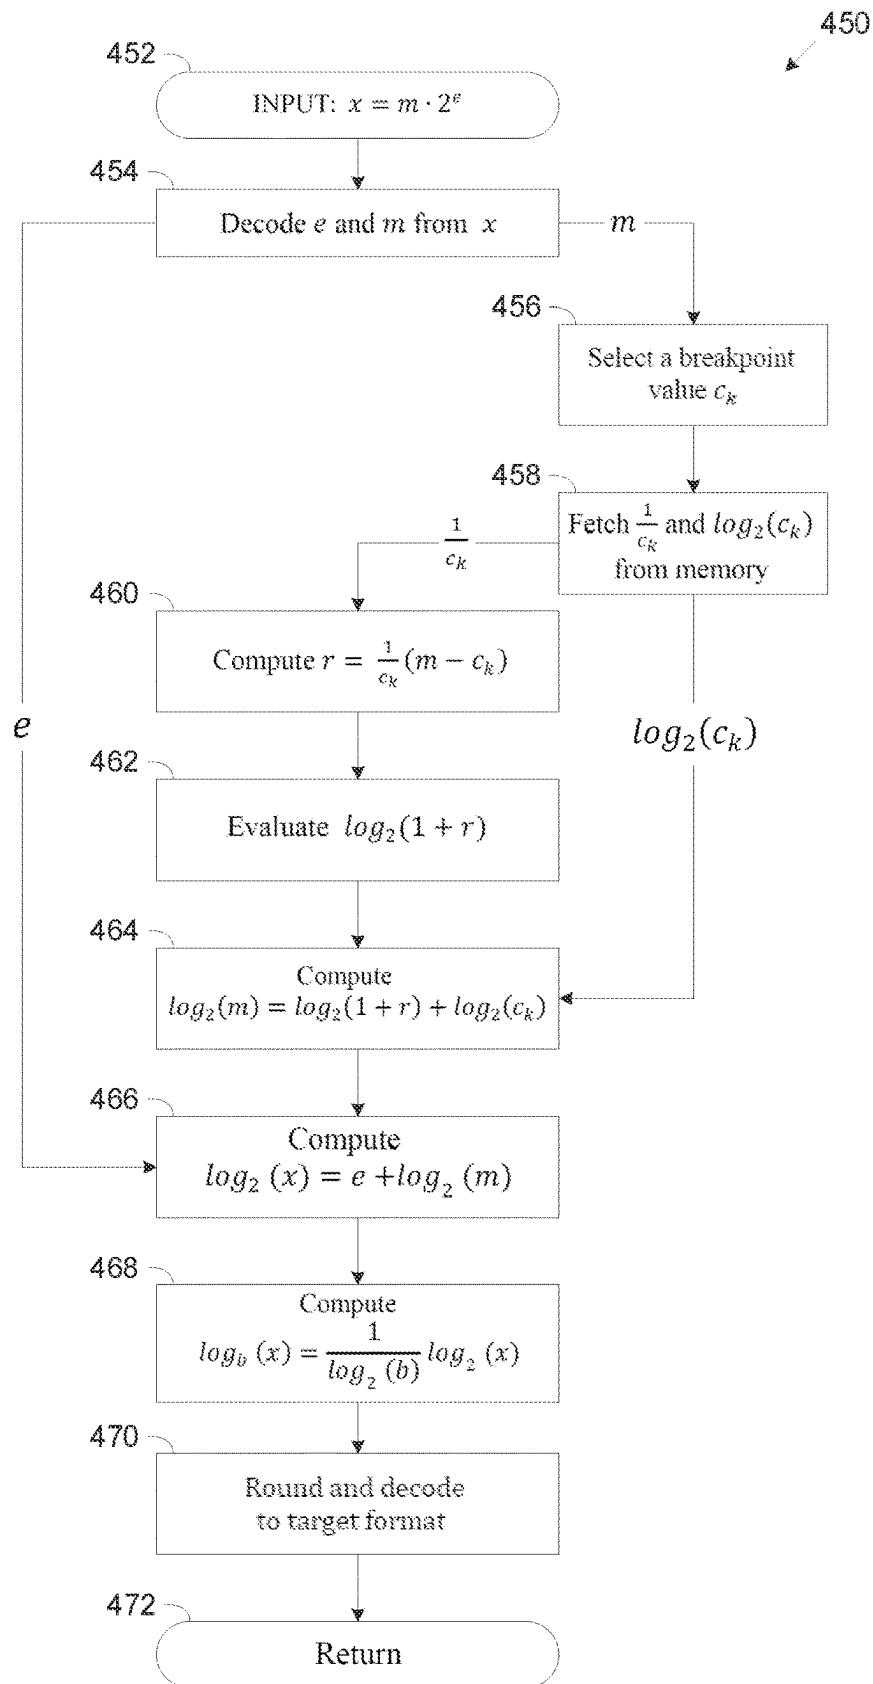 450
452
INPUT: x = m · 2^e
454
Decode e and m from x
m
456
Select a breakpoint
value c_k
458
Fetch 1/c_k and log_2(c_k)
from memory
1/c_k
460
Compute r = 1/c_k (m − c_k)
e
log_2(c_k)
462
Evaluate log_2(1 + r)
464
Compute
log_2(m) = log_2(1 + r) + log_2(c_k)
466
Compute
log_2 (x) = e +log_2 (m)
468
Compute
log_b (x) = 1/log_2 (b) log_2 (x)
470
Round and decode
to target format
472
Return